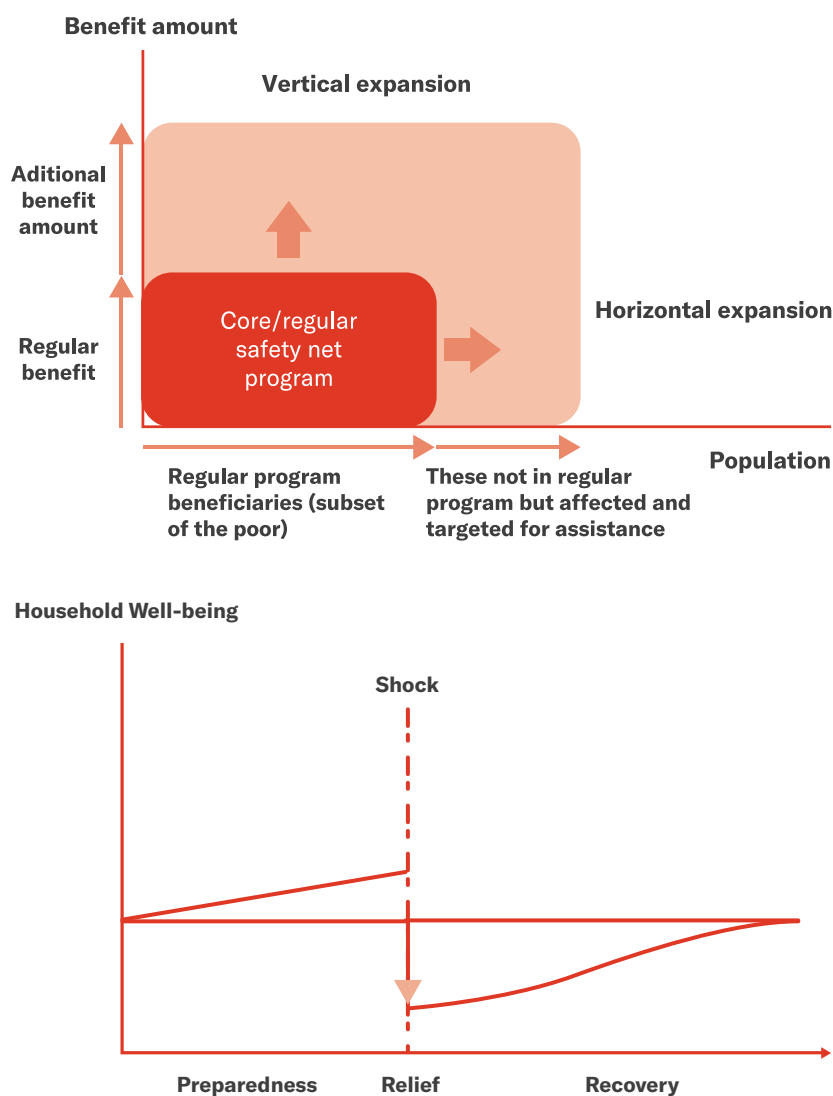 Benefit amount
Vertical expansion
Aditional
benefit
amount
Core/regular
safety net
program
Horizontal expansion
Regular
benefit
Population
Regular program
beneficiaries (subset
of the poor)
These not in regular
program but affected and
targeted for assistance
Household Well-being
Shock
Preparedness
Relief
Recovery